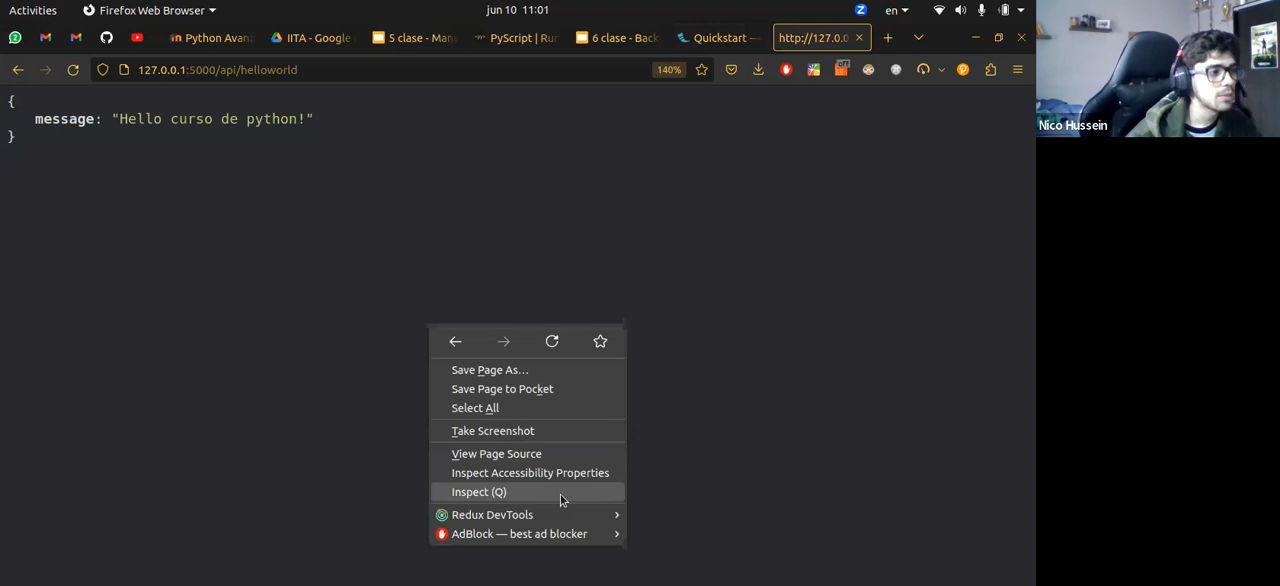 Activities
Firefox Web Browser
jun 10 11:01
en
Python Avan
IITA - Google
5 clase - Man
PyScript | Ru
6 clase - Back
Quickstart —
http://127.0.0
127.0.0.1:5000/api/helloworld
140%
off
{
message: "Hello curso de python!"
}
Nico Hussein
Save Page As…
Save Page to Pocket
Select All
Take Screenshot
View Page Source
Inspect Accessibility Properties
Inspect (Q)
Redux DevTools
AdBlock — best ad blocker